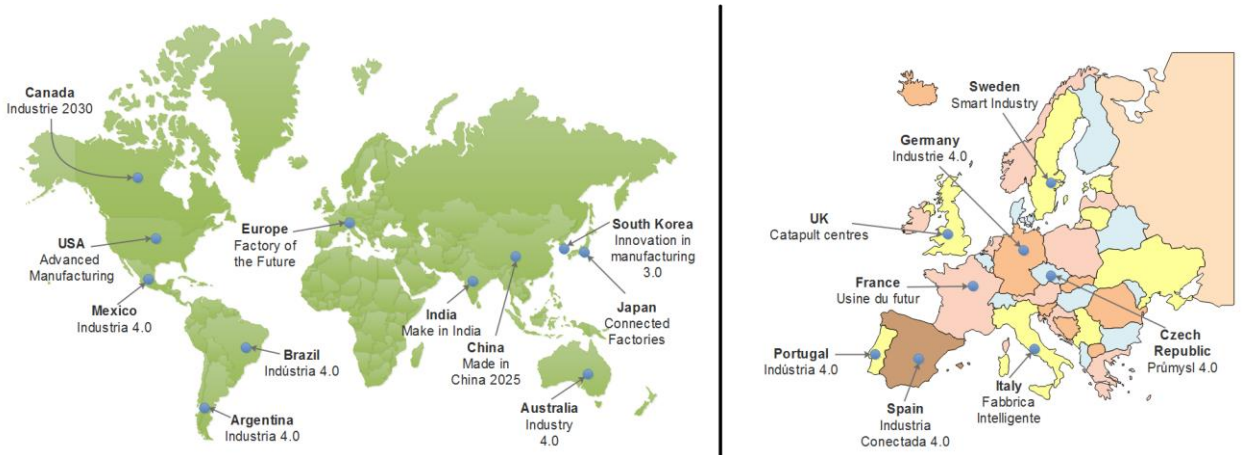 Canada
Industrie 2030
USA
Advanced
Manufacturing
Mexico
Industria 4.0
Brazil
Indústria 4.0
Argentina
Industria 4.0
Europe
Factory of
the Future
India
Make in India
China
Made in
China 2025
South Korea
Innovation in
manufacturing
3.0
Japan
Connected
Factories
Australia
Industry
4.0
Sweden
Smart Industry
Germany
Industrie 4.0
UK
Catapult centres
France
Usine du futur
Portugal
Indústria 4.0
Spain
Industria
Conectada 4.0
Italy
Fabbrica
Intelligente
Czech
Republic
Průmysl 4.0